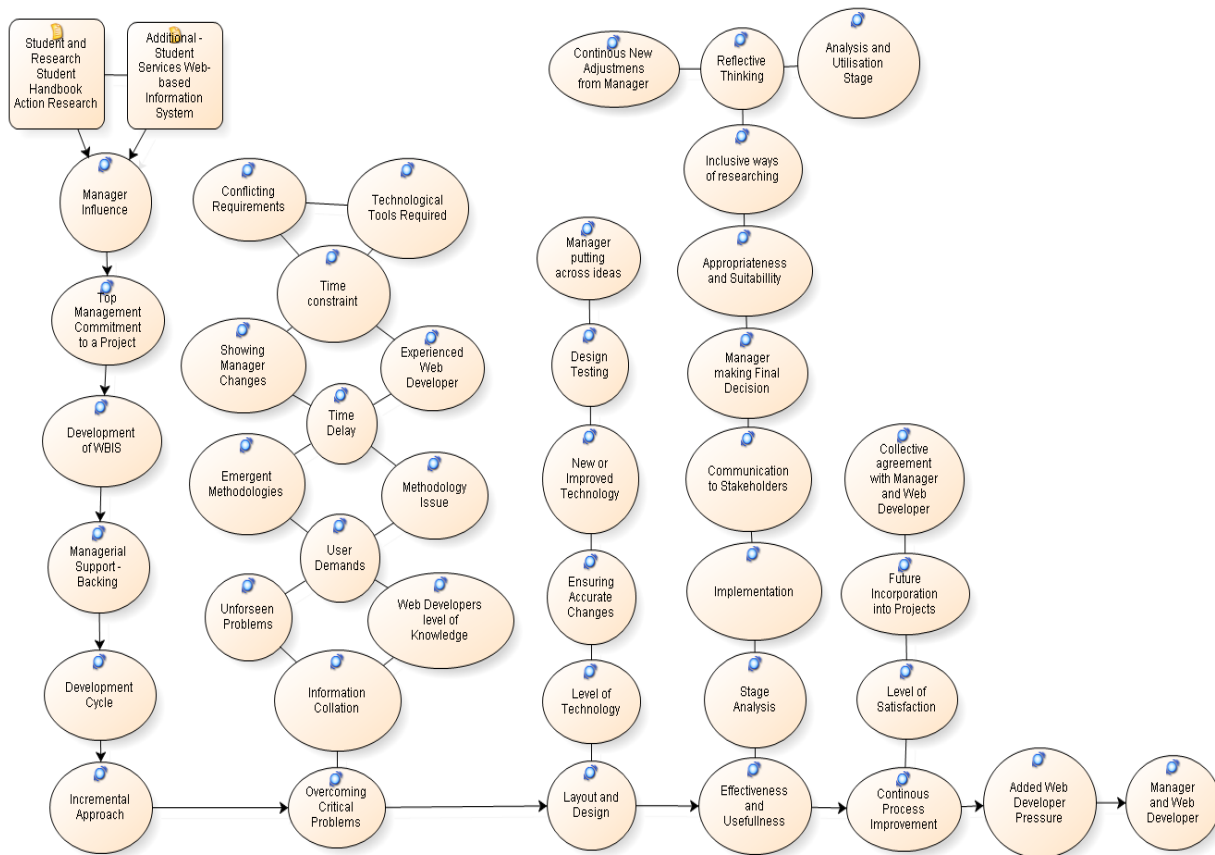 Student and
Research
Student
Handbook
Action Research
Additional -
Student
Services Web-
based
Information
System
Manager
Influence
Top
Management
Commitment
to a Project
Development
of WBIS
Managerial
Support -
Backing
Development
Cycle
Incremental
Approach
Conflicting
Requirements
Technological
Tools Required
Time
constraint
Showing
Manager
Changes
Experienced
Web
Developer
Time
Delay
Emergent
Methodologies
Methodology
Issue
User
Demands
Unforseen
Problems
Web Developers
level of
Knowledge
Information
Collation
Overcoming
Critical
Problems
Manager
putting
across ideas
Design
Testing
New or
Improved
Technology
Ensuring
Accurate
Changes
Level of
Technology
Layout and
Design
Continous New
Adjustmens
from Manager
Reflective
Thinking
Analysis and
Utilisation
Stage
Inclusive ways
of researching
Appropriateness
and Suitabillity
Manager
making Final
Decision
Communication
to Stakeholders
Implementation
Stage
Analysis
Effectiveness
and
Usefullness
Collective
agreement
with Manager
and Web
Developer
Future
Incorporation
into Projects
Level of
Satisfaction
Continous
Process
Improvement
Added Web
Developer
Pressure
Manager
and Web
Developer